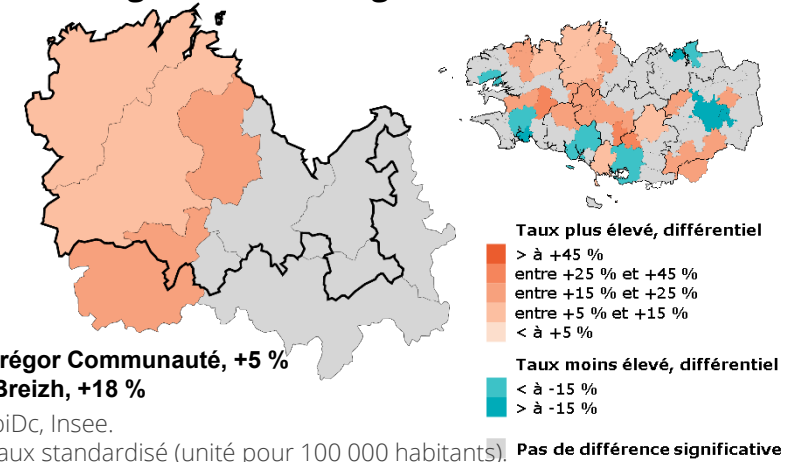 Taux plus élevé, différentiel
> à +45 %
entre +25 % et +45 %
entre +15 % et +25 %
entre +5 % et +15 %
< à +5 %
Taux moins élevé, différentiel
< à -15 %
> à -15 %
Pas de différence significative
Communauté, +5 %
Breizh, +18 %
Insee.
standardisé (unité pour 100 000 habitants).